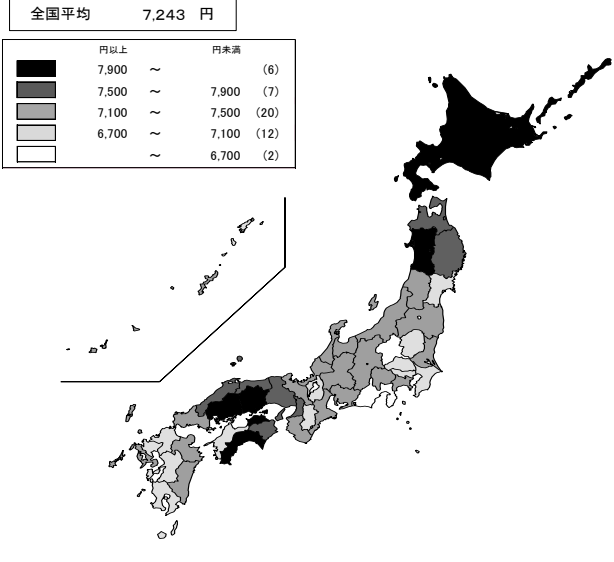 全国平均 7,243 円
円以上 円未満
7,900 ～ (6)
7,500 ～ 7,900 (7)
7,100 ～ 7,500 (20)
6,700 ～ 7,100 (12)
～ 6,700 (2)